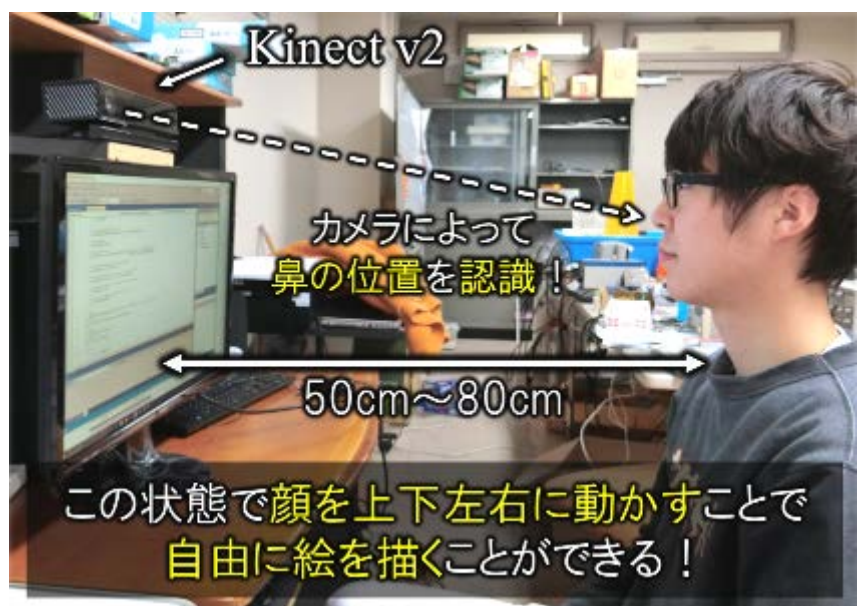 Kinect v2
カメラによって
鼻の位置を認識！
50cm～80cm
この状態で顔を上下左右に動かすことで
自由に絵を描くことができる！